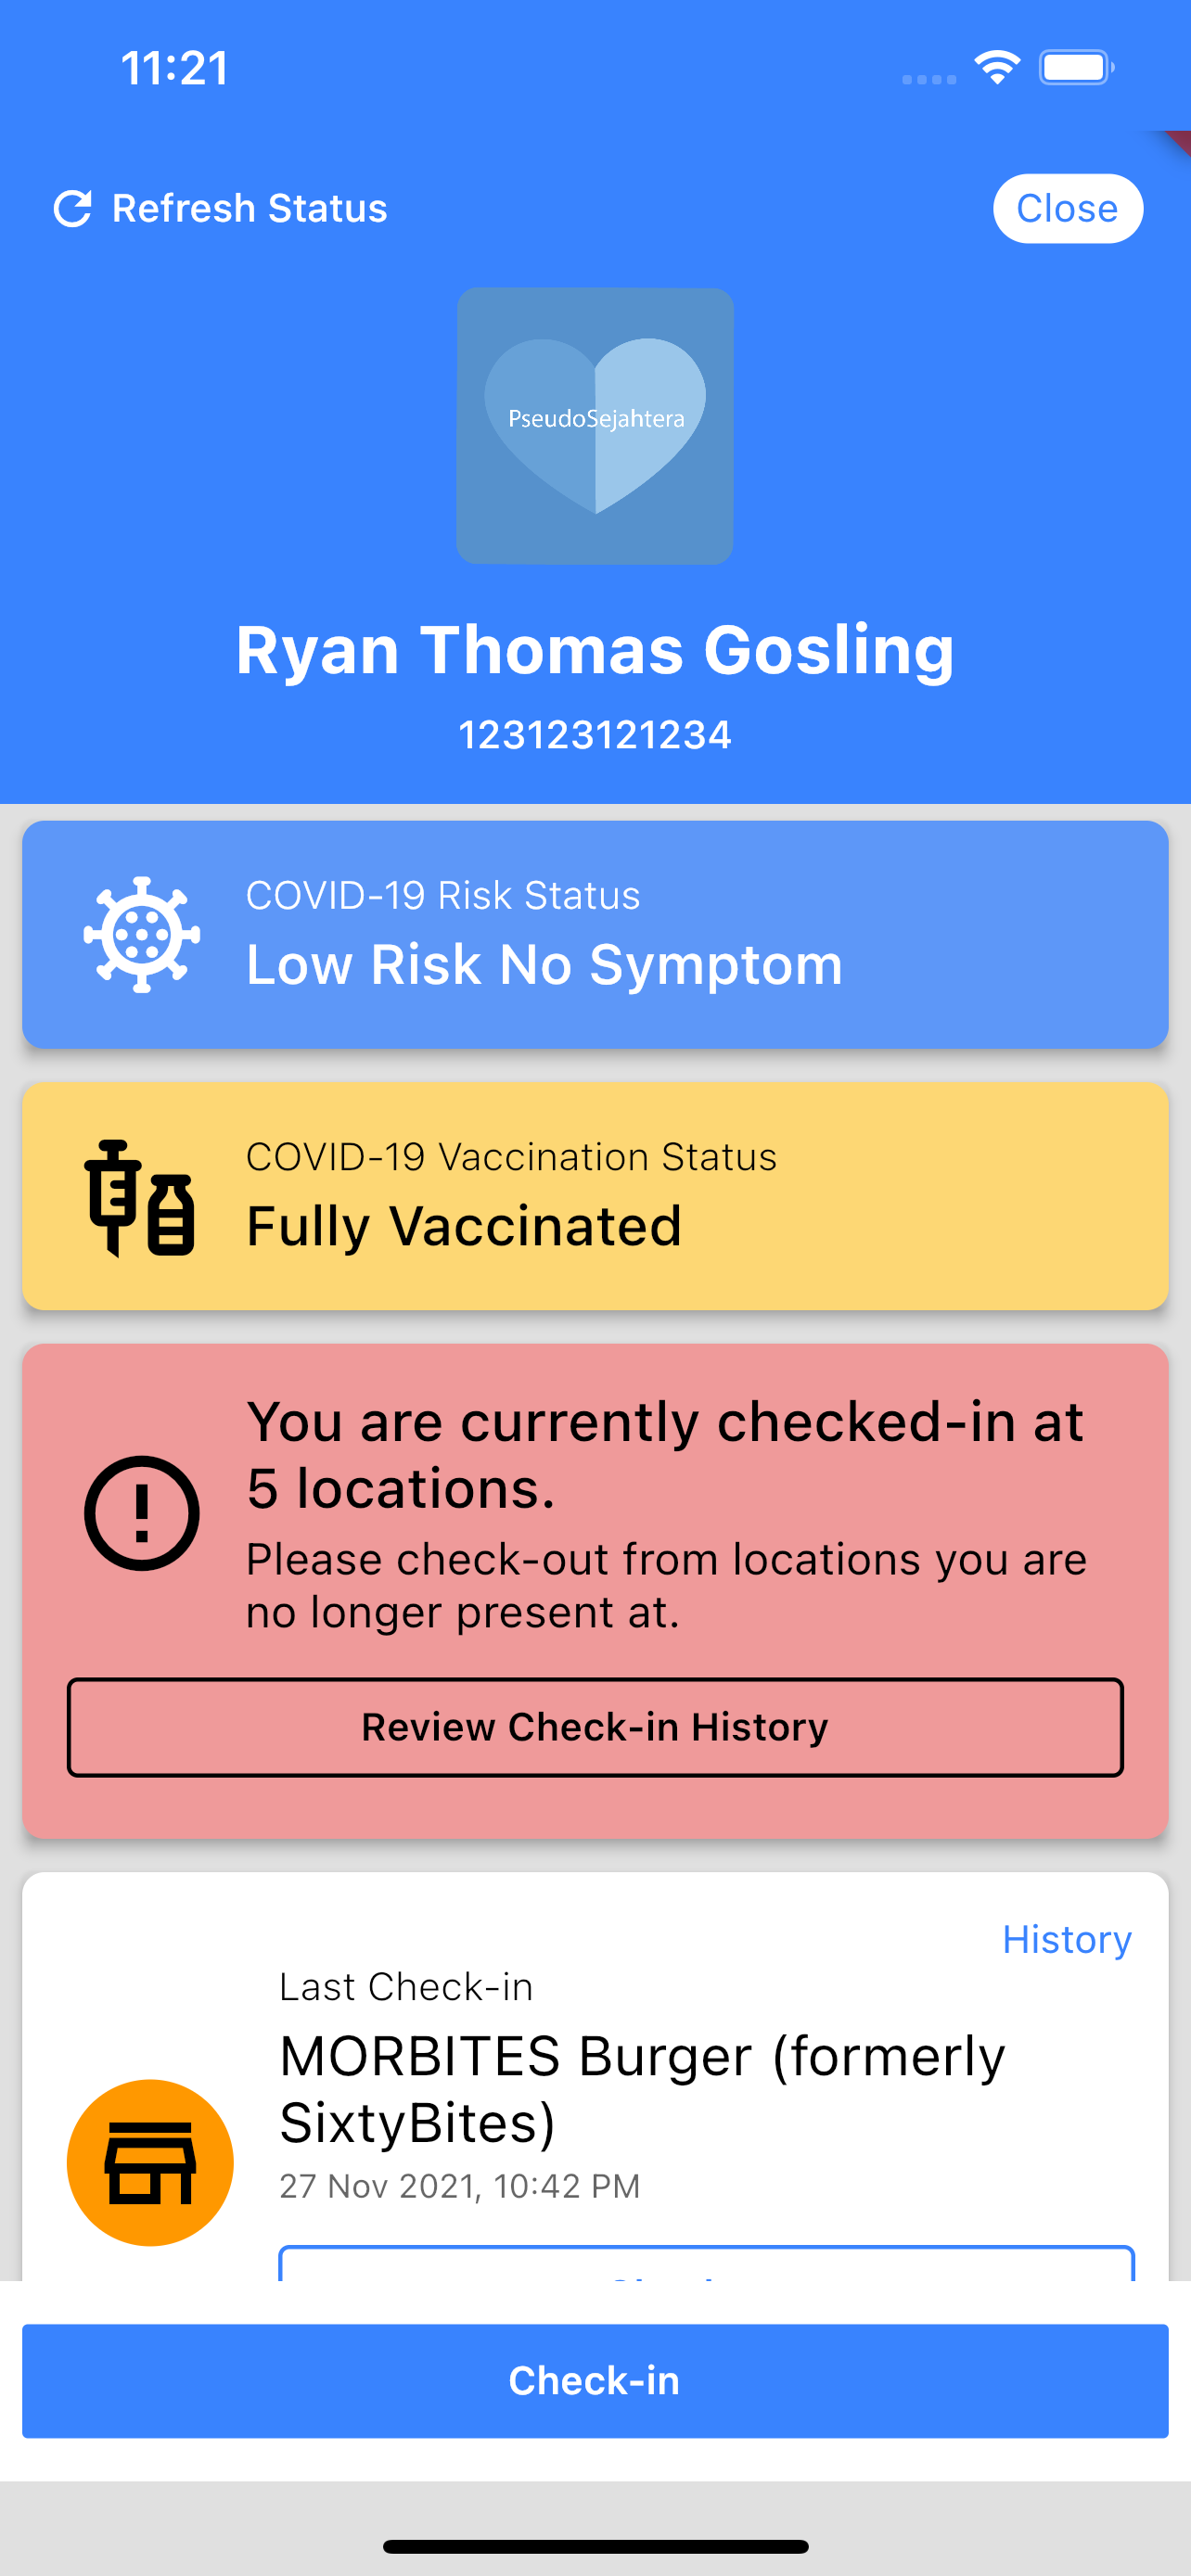 11:21
Refresh Status
Close
PseudoSejahtera
Ryan Thomas Gosling
123123121234
COVID-19 Risk Status
Low Risk No Symptom
COVID-19 Vaccination Status
Fully Vaccinated
You are currently checked-in at
5 locations.
Please check-out from locations you are
no longer present at.
Review Check-in History
History
Last Check-in
MORBITES Burger (formerly
SixtyBites)
27 Nov 2021, 10:42 PM
Check-in